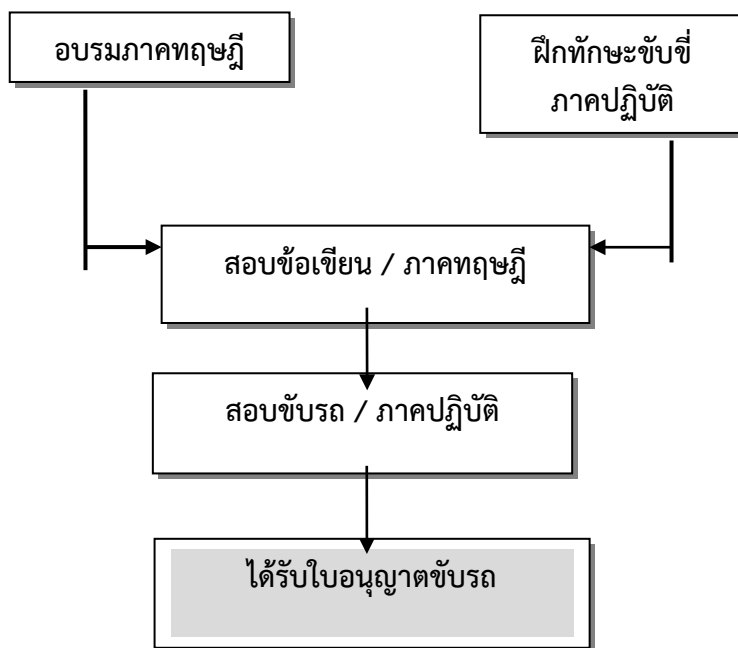 อบรมภาคทฤษฎี
ฝึกทักษะขับขี่
ภาคปฏิบัติ
สอบข้อเขียน / ภาคทฤษฎี
สอบขับรถ / ภาคปฏิบัติ
ได้รับใบอนุญาตขับรถ